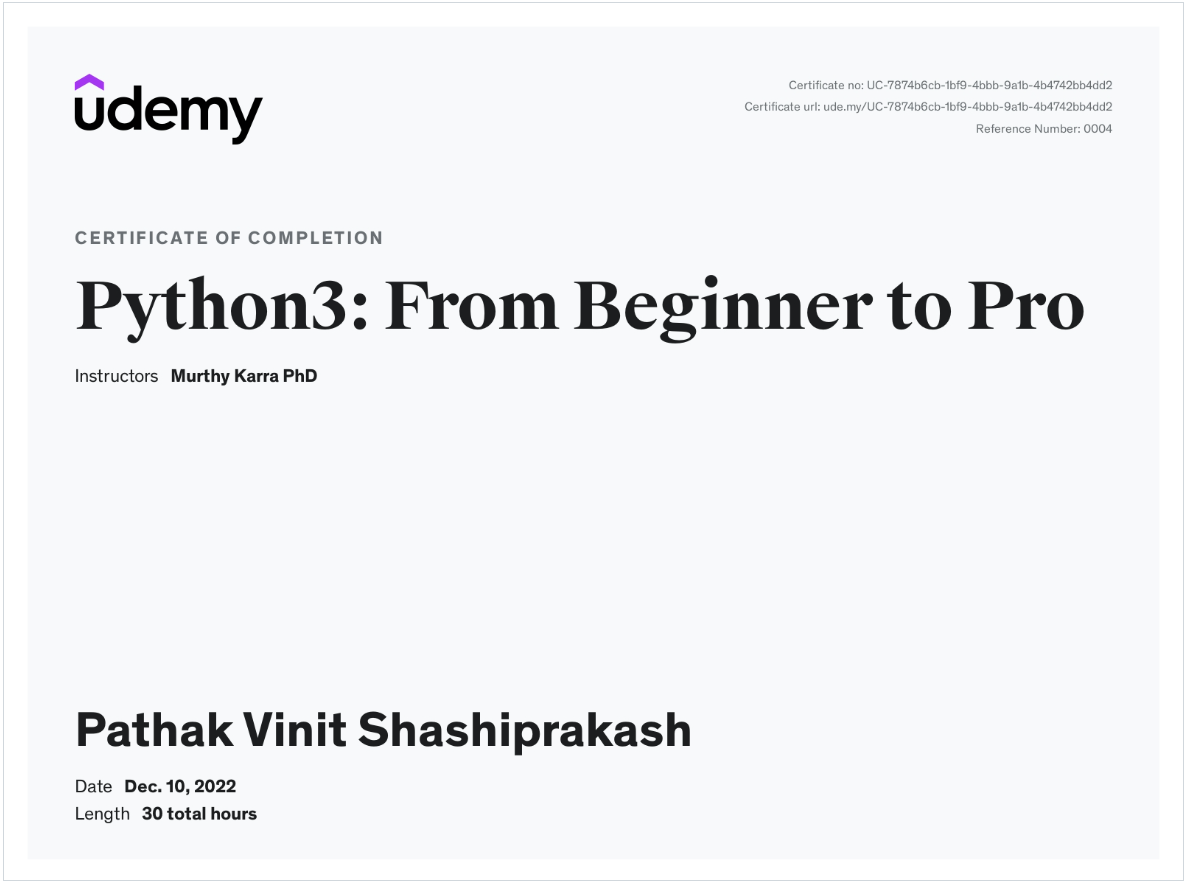 udemy
Certificate no: UC-7874b6cb-1bf9-4bbb-9a1b-4b4742bb4dd2
Certificate url: ude.my/UC-7874b6cb-1bf9-4bbb-9a1b-4b4742bb4dd2
Reference Number: 0004
CERTIFICATE OF COMPLETION
Python3: From Beginner to Pro
Instructors Murthy Karra PhD
Pathak Vinit Shashiprakash
Date Dec. 10, 2022
Length 30 total hours